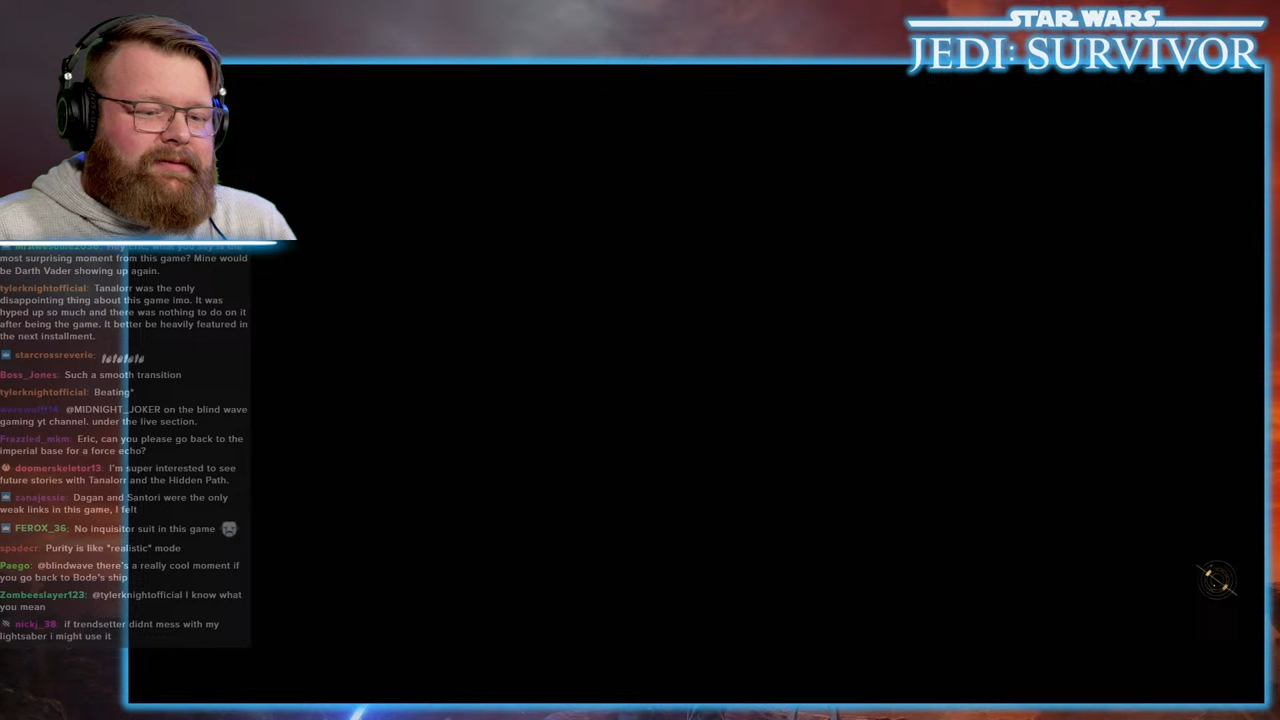 STAR WARS
JEDI: SURVIVOR
most surprising moment from this game? Mine would
be Darth Vader showing up again.
tylerknightofficial: Tanalorr was the only
disappointing thing about this game imo. It was
hyped up so much and there was nothing to do on it
after being the game. It better be heavily featured in
the next installment.
starcrossreverie:
Boss_Jones: Such a smooth transition
tylerknightofficial: Beating*
@MIDNIGHT_JOKER on the blind wave
gaming yt channel. under the live section.
Frazzled_mkm: Eric, can you please go back to the
imperial base for a force echo?
doomerskeletor13: I'm super interested to see
future stories with Tanalorr and the Hidden Path.
zanajessie: Dagan and Santori were the only
weak links in this game, I felt
FEROX_36: No inquisitor suit in this game
spadecr: Purity is like "realistic" mode
Paego: @blindwave there's a really cool moment if
you go back to Bode's ship
Zombeeslayer123: @tylerknightofficial I know what
you mean
nickj_38: if trendsetter didnt mess with my
lightsaber i might use it